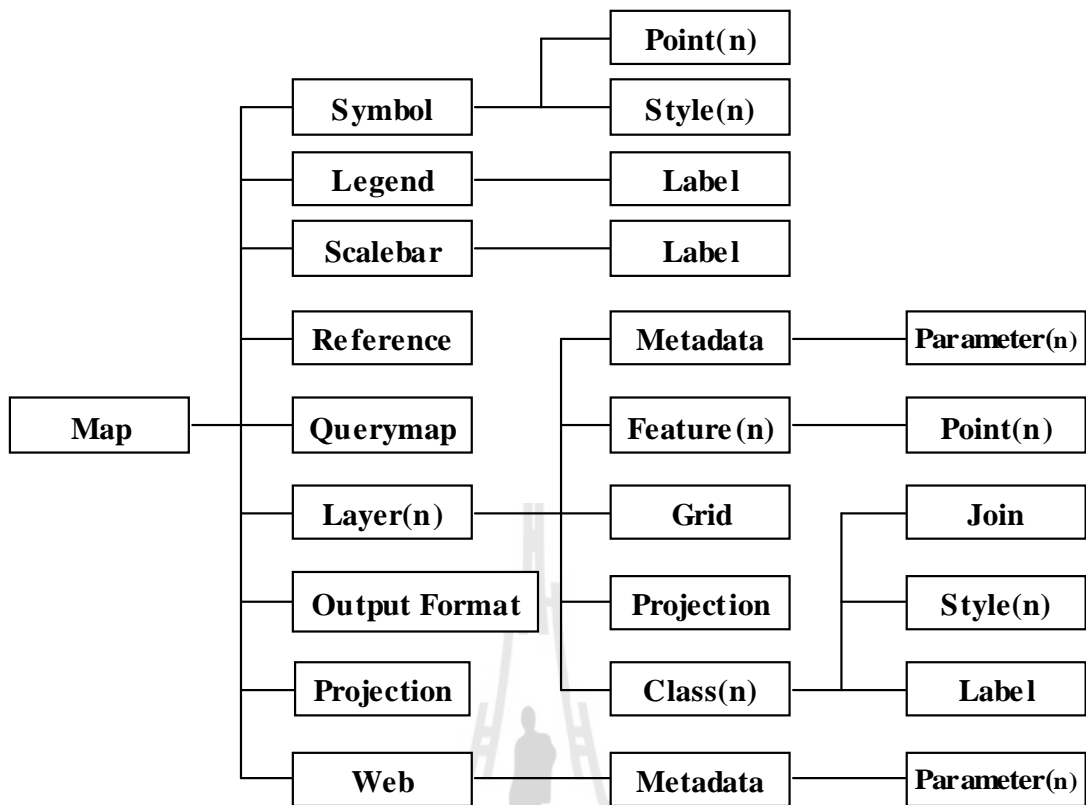 Point(n)
Symbol
Style(n)
Legend
Label
Scalebar
Label
Reference
Metadata
Parameter(n)
Map
Querymap
Feature(n)
Point(n)
Layer(n)
Grid
Join
Output Format
Projection
Style(n)
Projection
Class(n)
Label
Web
Metadata
Parameter(n)